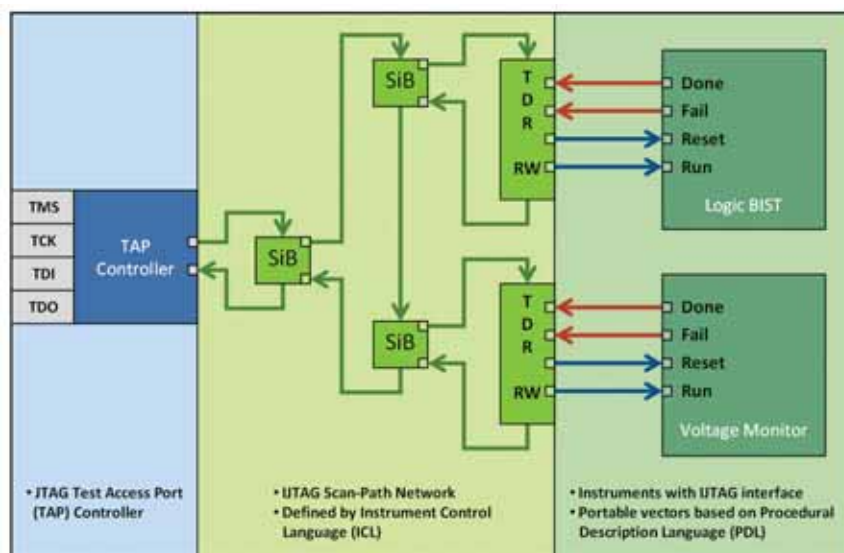 TMS
TCK
TDI
TDO
TAP
Controller
SiB
SiB
SiB
T
D
R
RW
T
D
R
RW
Done
Fail
Reset
Run
Logic BIST
Done
Fail
Reset
Run
Voltage Monitor
• JTAG Test Access Port
(TAP) Controller
• IJTAG Scan-Path Network
• Defined by Instrument Control
Language (ICL)
• Instruments with IJTAG interface
• Portable vectors based on Procedural
Description Language (PDL)